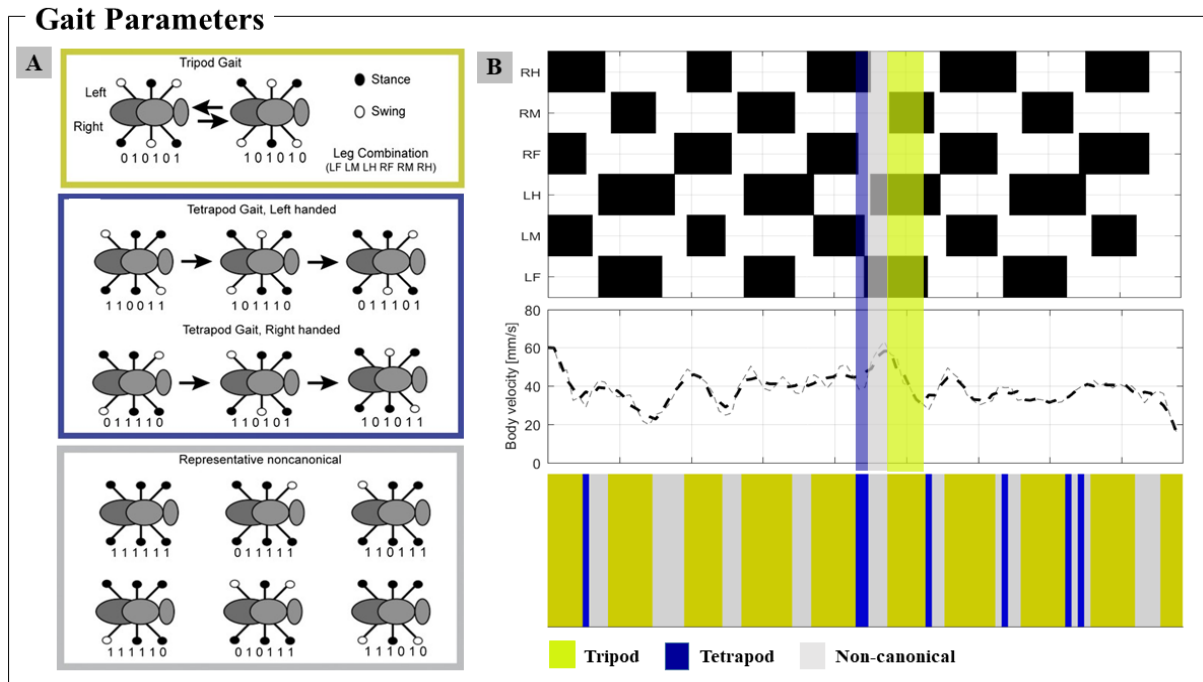 Gait Parameters
A
Tripod Gait
Left
Right
Stance
Swing
Leg Combination
(LF LM LH RF RM RH)
0 1 0 1 0 1
1 0 1 0 1 0
Tetrapod Gait, Left handed
1 1 0 0 1 1
1 0 1 1 1 0
0 1 1 1 0 1
Tetrapod Gait, Right handed
0 1 1 1 1 0
1 1 0 1 0 1
1 0 1 0 1 1
Representative noncanonical
1 1 1 1 1 1
0 1 1 1 1 1
1 1 0 1 1 1
1 1 1 1 1 0
0 1 0 1 1 1
1 1 1 0 1 0
B
RH
RM
RF
LH
LM
LF
80
60
40
20
0
Body velocity [mm/s]
Tripod
Tetrapod
Non-canonical